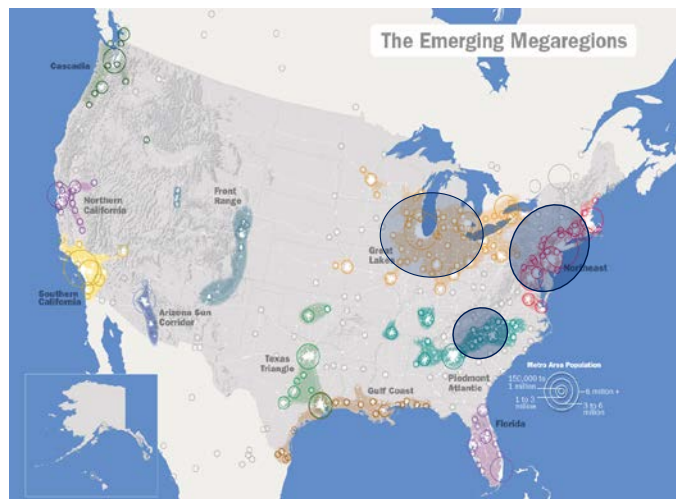 The Emerging Megaregions
Cascadia
Northern
California
Front
Range
Great
Lakes
Northeast
Southern
California
Arizona Sun
Corridor
Texas
Triangle
Gulf Coast
Piedmont
Atlantic
Florida
Metro Area Population
150,000 to
1 million
1 to 3
million
6 million +
3 to 6
million